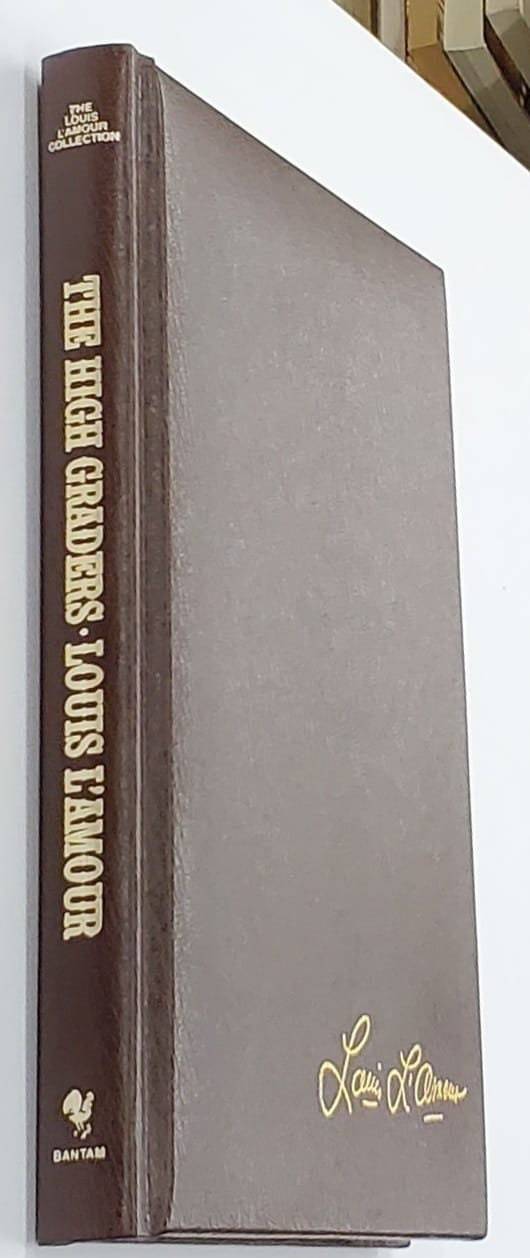 THE
LOUIS
L'AMOUR
COLLECTION
THE HIGH GRADERS · LOUIS L'AMOUR
BANTAM
Louis L'Amour